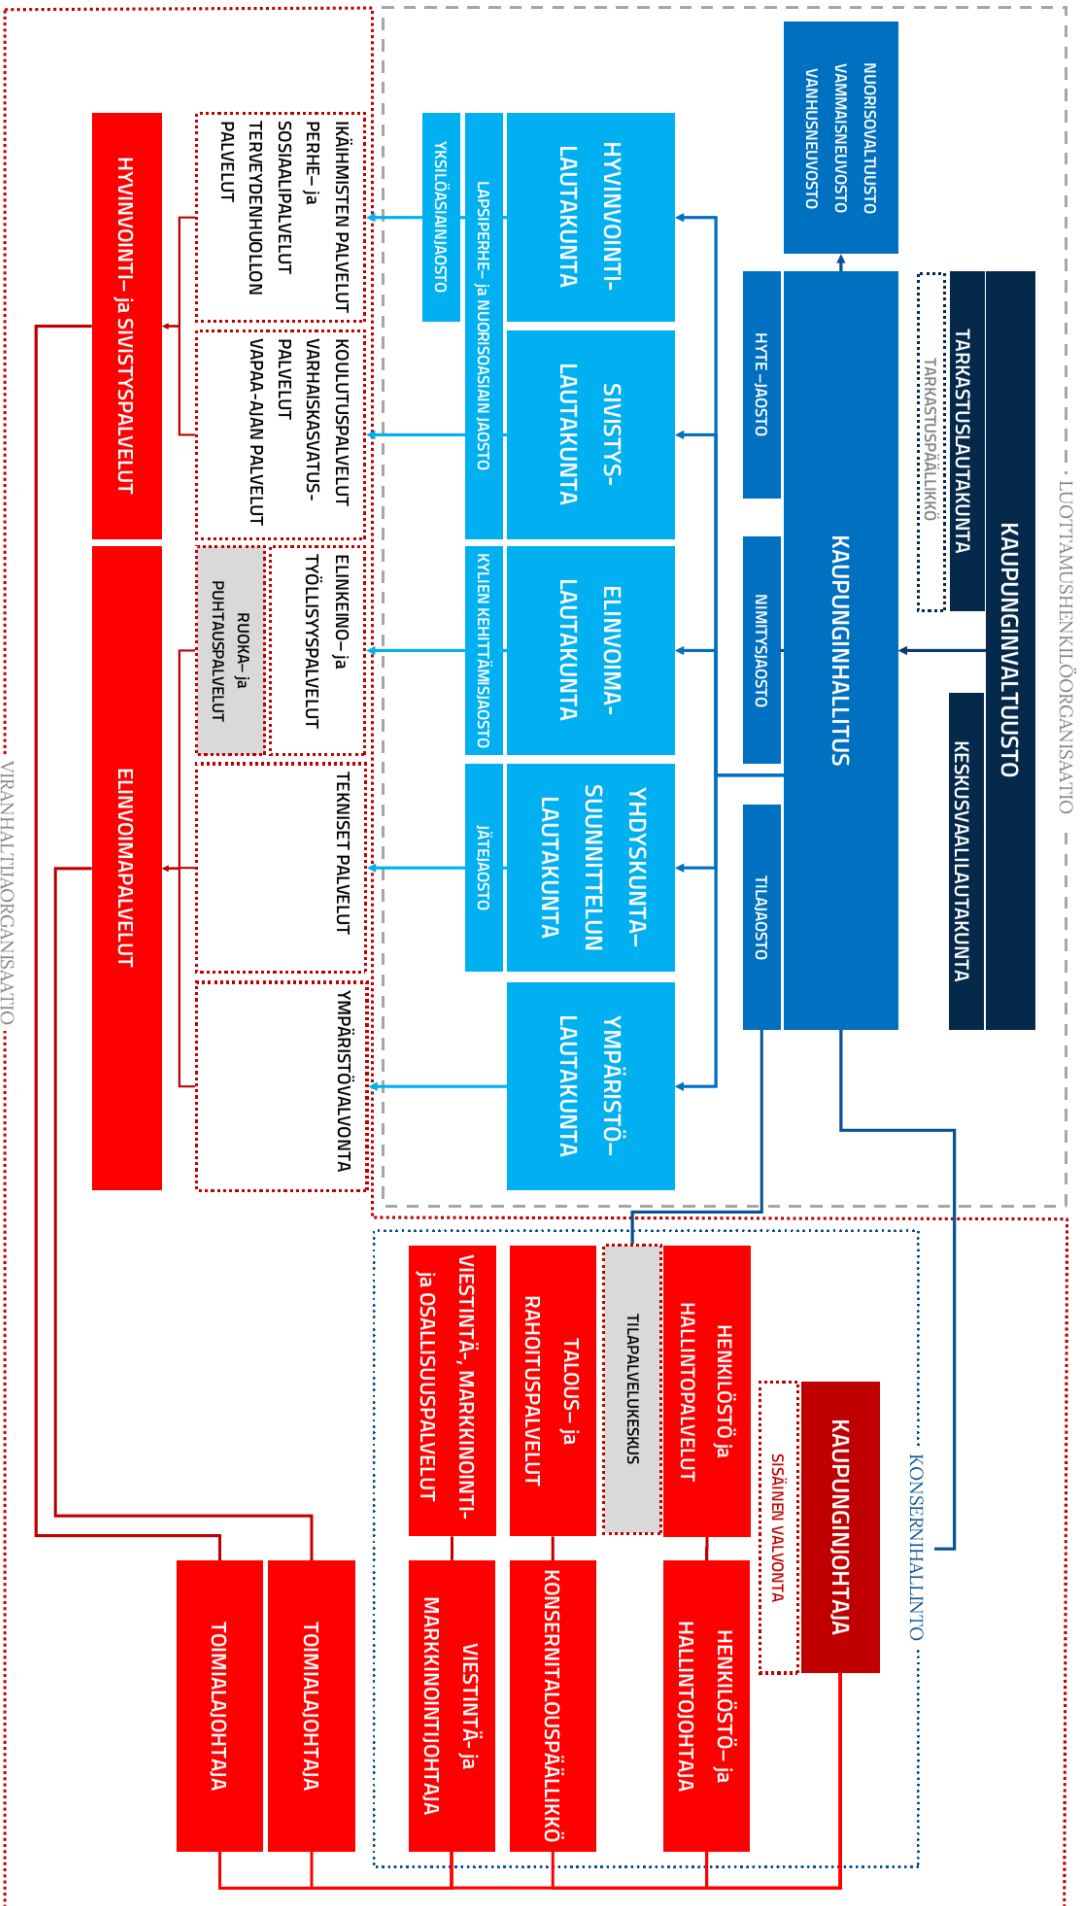 LUOTTAMUSHENKILÖORGANISAATIO
KAUPUNGINVALTUUSTO
TARKASTUSLAUTAKUNTA
KESKUSVAALILAUTAKUNTA
TARKASTUSPÄÄLLIKKÖ
NUORISOVALTUUSTO
VAMMAISNEUVOSTO
VANHUSNEUVOSTO
KAUPUNGINHALLITUS
HYTE –JAOSTO
NIMITYSJAOSTO
TILAJAOSTO
HYVINVOINTI-
LAUTAKUNTA
SIVISTYS-
LAUTAKUNTA
ELINVOIMA-
LAUTAKUNTA
YHDYSKUNTA–
SUUNNITTELUN
LAUTAKUNTA
YMPÄRISTÖ–
LAUTAKUNTA
LAPSIPERHE– ja NUORISOASIAIN JAOSTO
KYLIEN KEHITTÄMISJAOSTO
JÄTEJAOSTO
YKSILÖASIAINJAOSTO
IKÄIHMISTEN PALVELUT
PERHE– ja
SOSIAALIPALVELUT
TERVEYDENHUOLLON
PALVELUT
KOULUTUSPALVELUT
VARHAISKASVATUS-
PALVELUT
VAPAA-AJAN PALVELUT
ELINKEINO– ja
TYÖLLISYYSPALVELUT
RUOKA– ja
PUHTAUSPALVELUT
TEKNISET PALVELUT
YMPÄRISTÖVALVONTA
HYVINVOINTI– ja SIVISTYSPALVELUT
ELINVOIMAPALVELUT
VIRANHALTIJAORGANISAATIO
KONSERNIHALLINTO
KAUPUNGINJOHTAJA
SISÄINEN VALVONTA
HENKILÖSTÖ ja
HALLINTOPALVELUT
HENKILÖSTÖ– ja
HALLINTOJOHTAJA
TILAPALVELUKESKUS
TALOUS– ja
RAHOITUSPALVELUT
KONSERNITALOUSPÄÄLLIKKÖ
VIESTINTÄ-, MARKKINOINTI-
ja OSALLISUUSPALVELUT
VIESTINTÄ- ja
MARKKINOINTIJOHTAJA
TOIMIALAJOHTAJA
TOIMIALAJOHTAJA